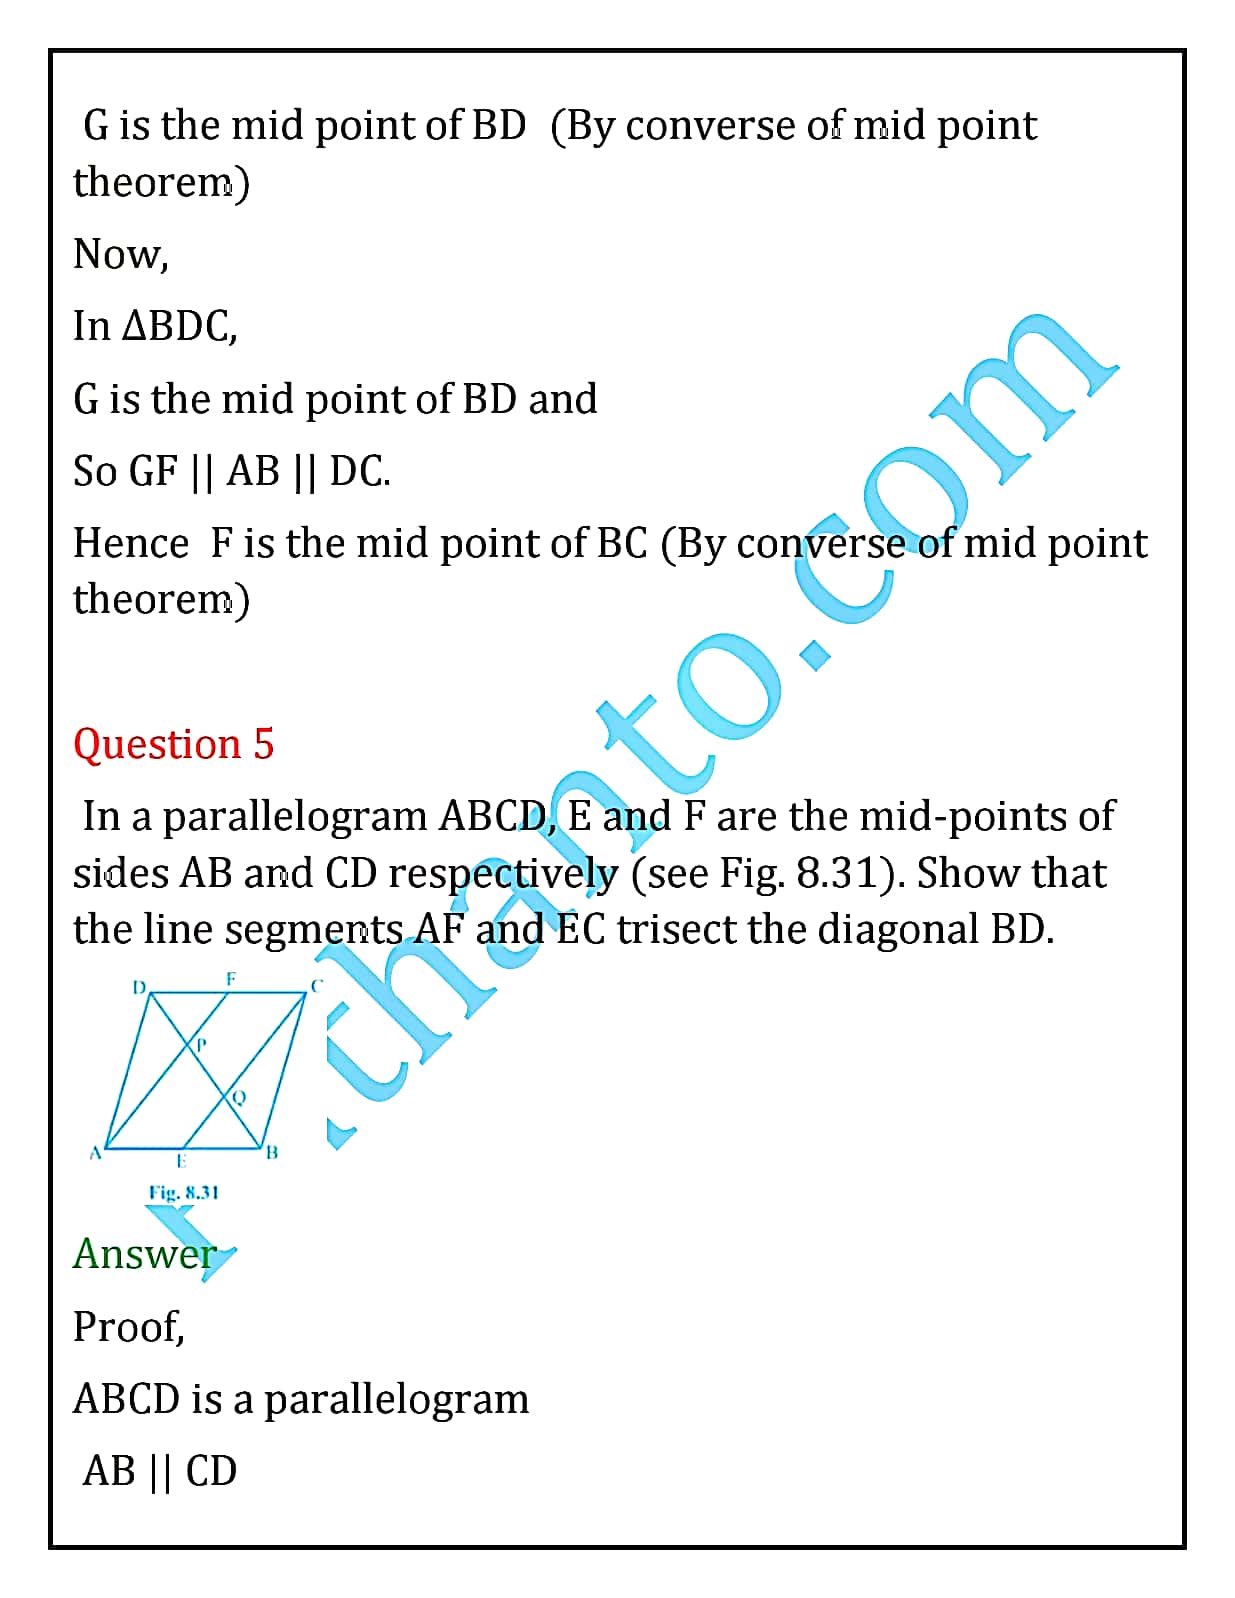 G is the mid point of BD (By converse of mid point
theorem)
Now,
In ΔBDC,
G is the mid point of BD and
So GF || AB || DC.
Hence F is the mid point of BC (By converse of mid point
theorem)
Question 5
In a parallelogram ABCD, E and F are the mid-points of
sides AB and CD respectively (see Fig. 8.31). Show that
the line segments AF and EC trisect the diagonal BD.
D F C
P
Q
A E B
Fig. 8.31
Answer
Proof,
ABCD is a parallelogram
AB || CD